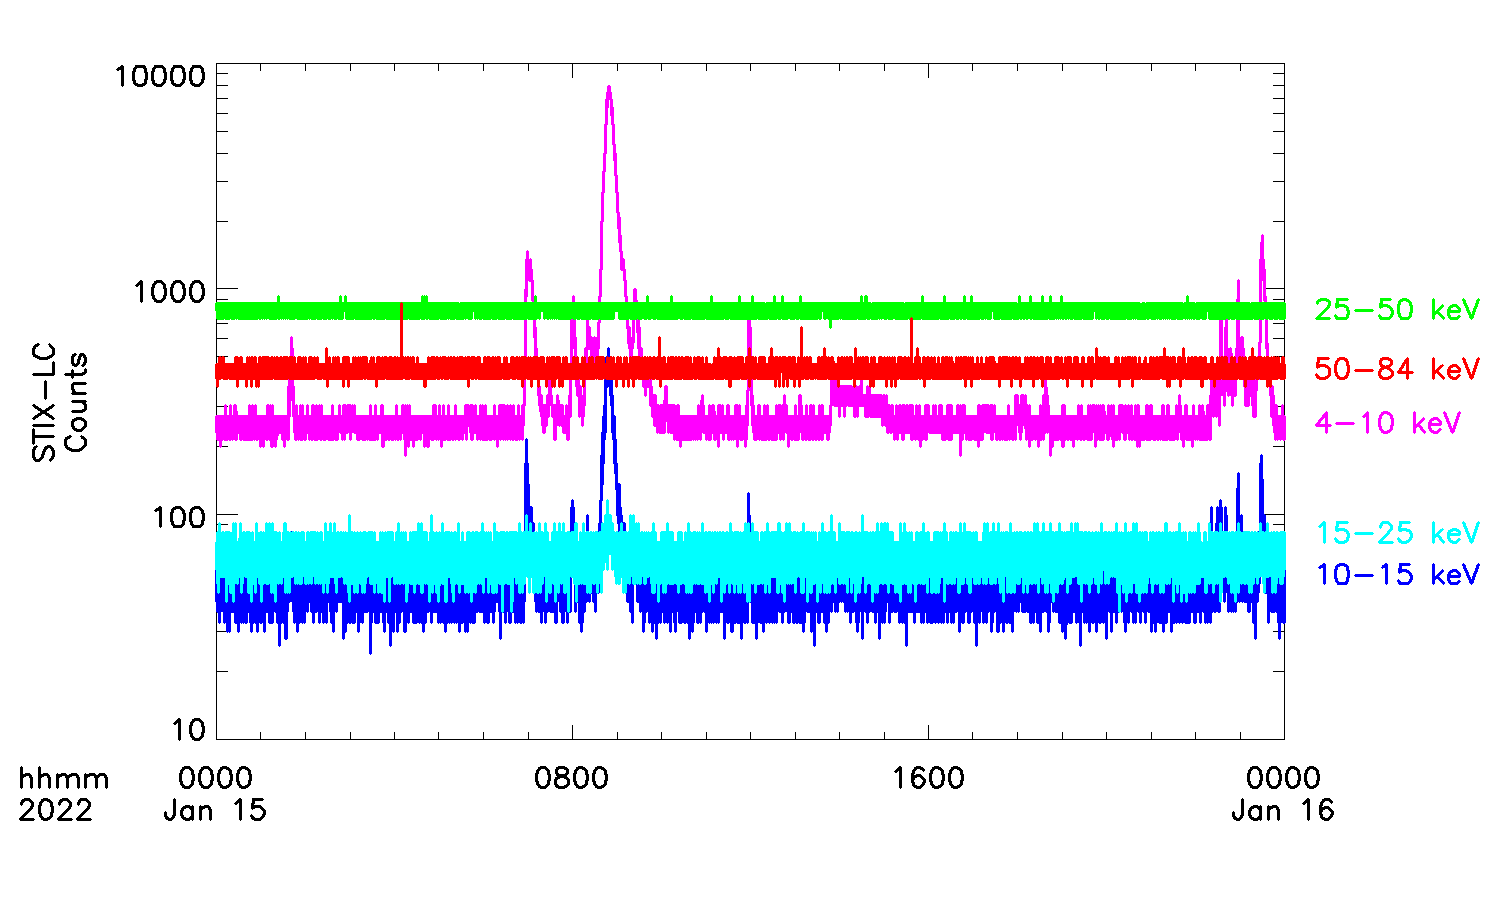 10000
1000
100
10
STIX-LC
Counts
25-50 keV
50-84 keV
4-10 keV
15-25 keV
10-15 keV
hhmm 0000 0800 1600 0000
2022 Jan 15 Jan 16